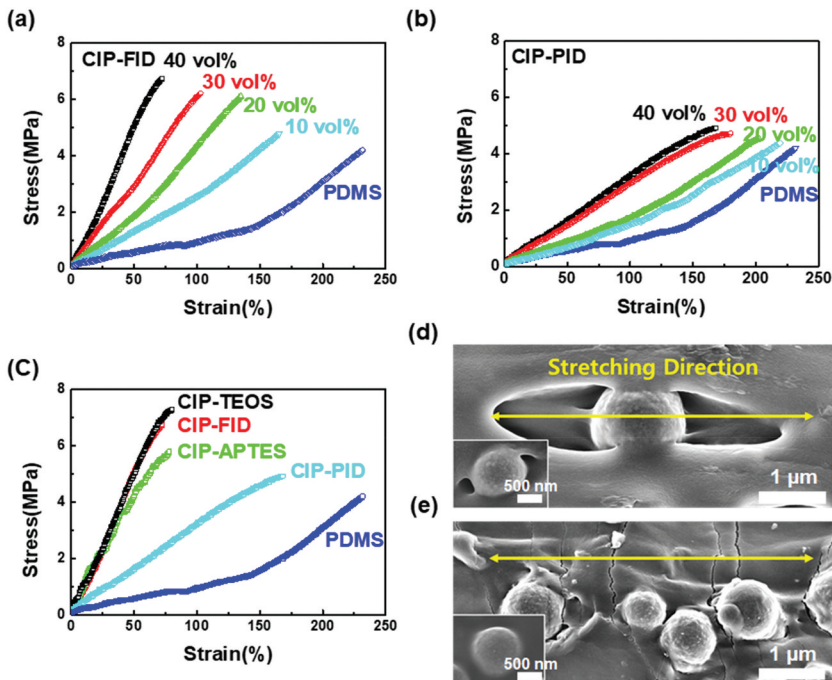 (a)
8
6
4
2
0
Stress(MPa)
CIP-FID
40 vol%
30 vol%
20 vol%
10 vol%
PDMS
0 50 100 150 200 250
Strain(%)
(b)
8
6
4
2
0
Stress(MPa)
CIP-PID
40 vol%
30 vol%
20 vol%
10 vol%
PDMS
0 50 100 150 200 250
Strain(%)
(C)
8
6
4
2
0
Stress(MPa)
CIP-TEOS
CIP-FID
CIP-APTES
CIP-PID
PDMS
0 50 100 150 200 250
Strain(%)
(d)
Stretching Direction
500 nm
1 μm
(e)
500 nm
1 μm